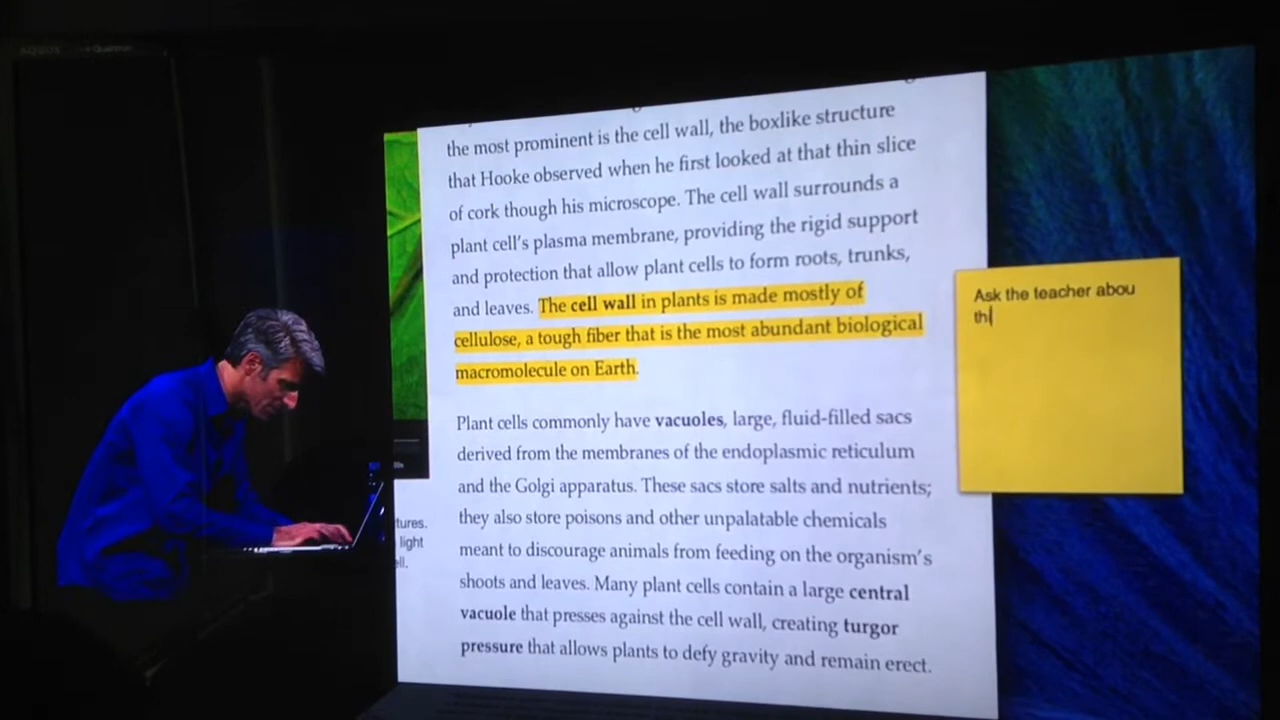 AQUOS
the most prominent is the cell wall, the boxlike structure
that Hooke observed when he first looked at that thin slice
of cork though his microscope. The cell wall surrounds a
plant cell's plasma membrane, providing the rigid support
and protection that allow plant cells to form roots, trunks,
and leaves. The cell wall in plants is made mostly of
cellulose, a tough fiber that is the most abundant biological
macromolecule on Earth.
Plant cells commonly have vacuoles, large, fluid-filled sacs
derived from the membranes of the endoplasmic reticulum
and the Golgi apparatus. These sacs store salts and nutrients;
they also store poisons and other unpalatable chemicals
meant to discourage animals from feeding on the organism's
shoots and leaves. Many plant cells contain a large central
vacuole that presses against the cell wall, creating turgor
pressure that allows plants to defy gravity and remain erect.
tures.
light
ell.
Ask the teacher abou
thi